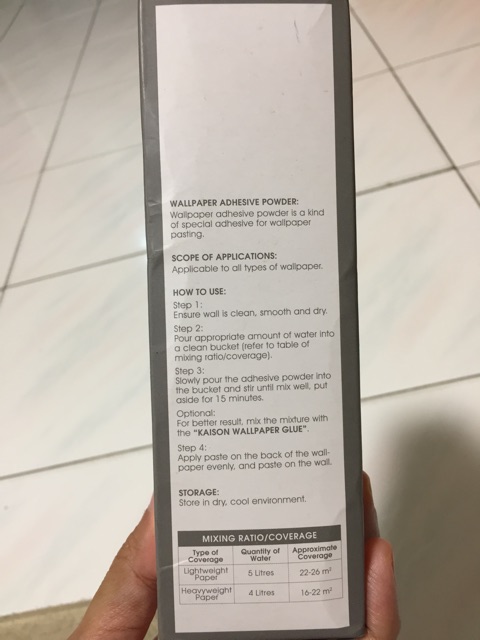 WALLPAPER ADHESIVE POWDER:
Wallpaper adhesive powder is a kind
of special adhesive for wallpaper
pasting.
SCOPE OF APPLICATIONS:
Applicable to all types of wallpaper.
HOW TO USE:
Step 1:
Ensure wall is clean, smooth and dry.
Step 2:
Pour appropriate amount of water into
a clean bucket (refer to table of
mixing ratio/coverage).
Step 3:
Slowly pour the adhesive powder into
the bucket and stir until mix well, put
aside for 15 minutes.
Optional:
For better result, mix the mixture with
the "KAISON WALLPAPER GLUE".
Step 4:
Apply paste on the back of the wall-
paper evenly, and paste on the wall.
STORAGE:
Store in dry, cool environment.
MIXING RATIO/COVERAGE
Type of Coverage Quantity of Water Approximate Coverage
Lightweight Paper 5 Litres 22-26 m²
Heavyweight Paper 4 Litres 16-22 m²